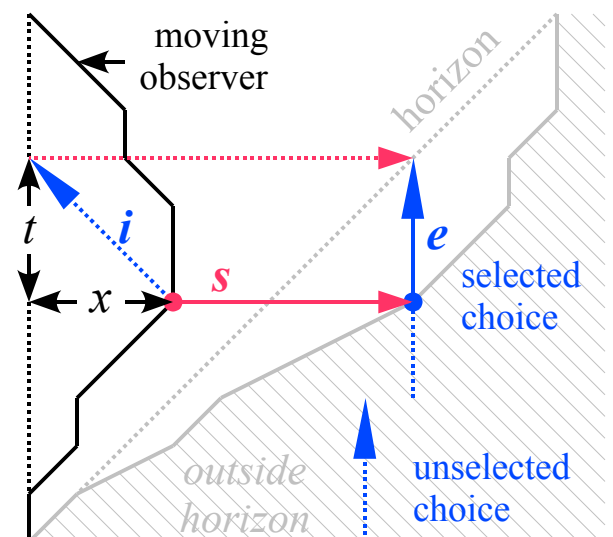 moving
observer
horizon
i
e
t
s
x
selected
choice
outside
horizon
unselected
choice